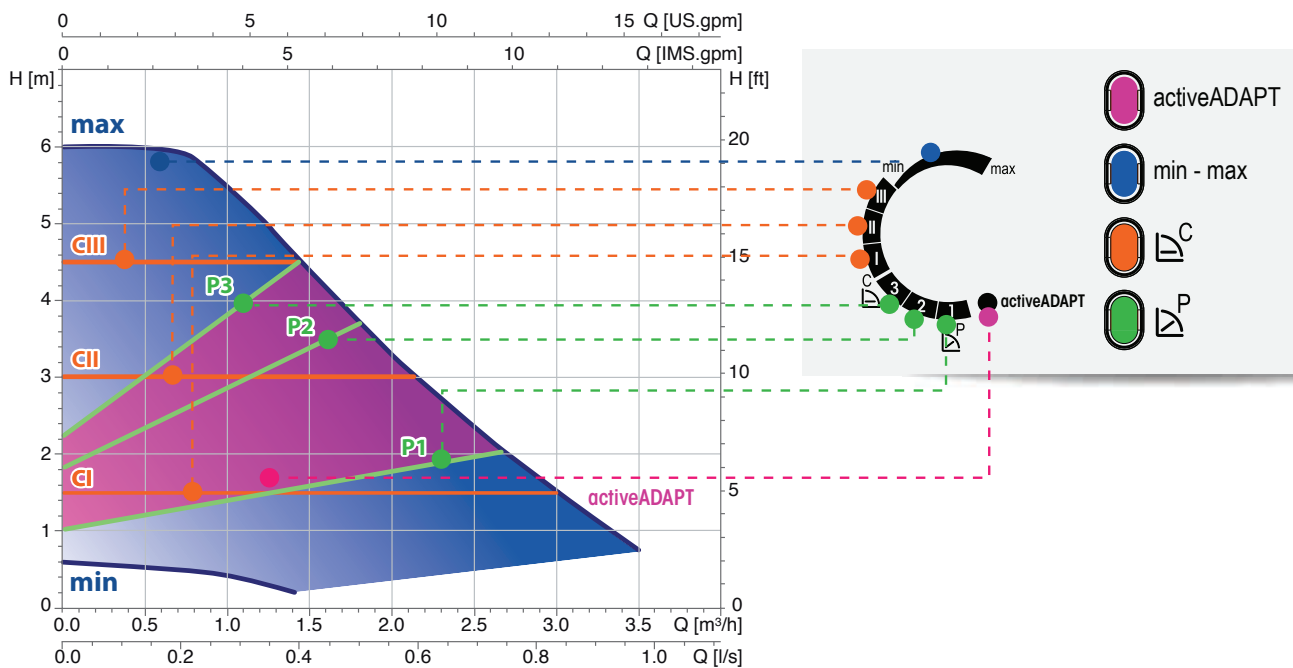 0 5 10 15 Q [US.gpm]
0 5 10 Q [IMS.gpm]
H [m] H [ft]
max
6 20
5
CIII 15
P3
4
P2
CII
3 10
2
P1
CI
5
activeADAPT
1
min
0 0
0.0 0.5 1.0 1.5 2.0 2.5 3.0 3.5 Q [m³/h]
0.0 0.2 0.4 0.6 0.8 1.0 Q [l/s]
min max
III
II
I
C 3
2
1
P
activeADAPT
activeADAPT
min - max
C
P